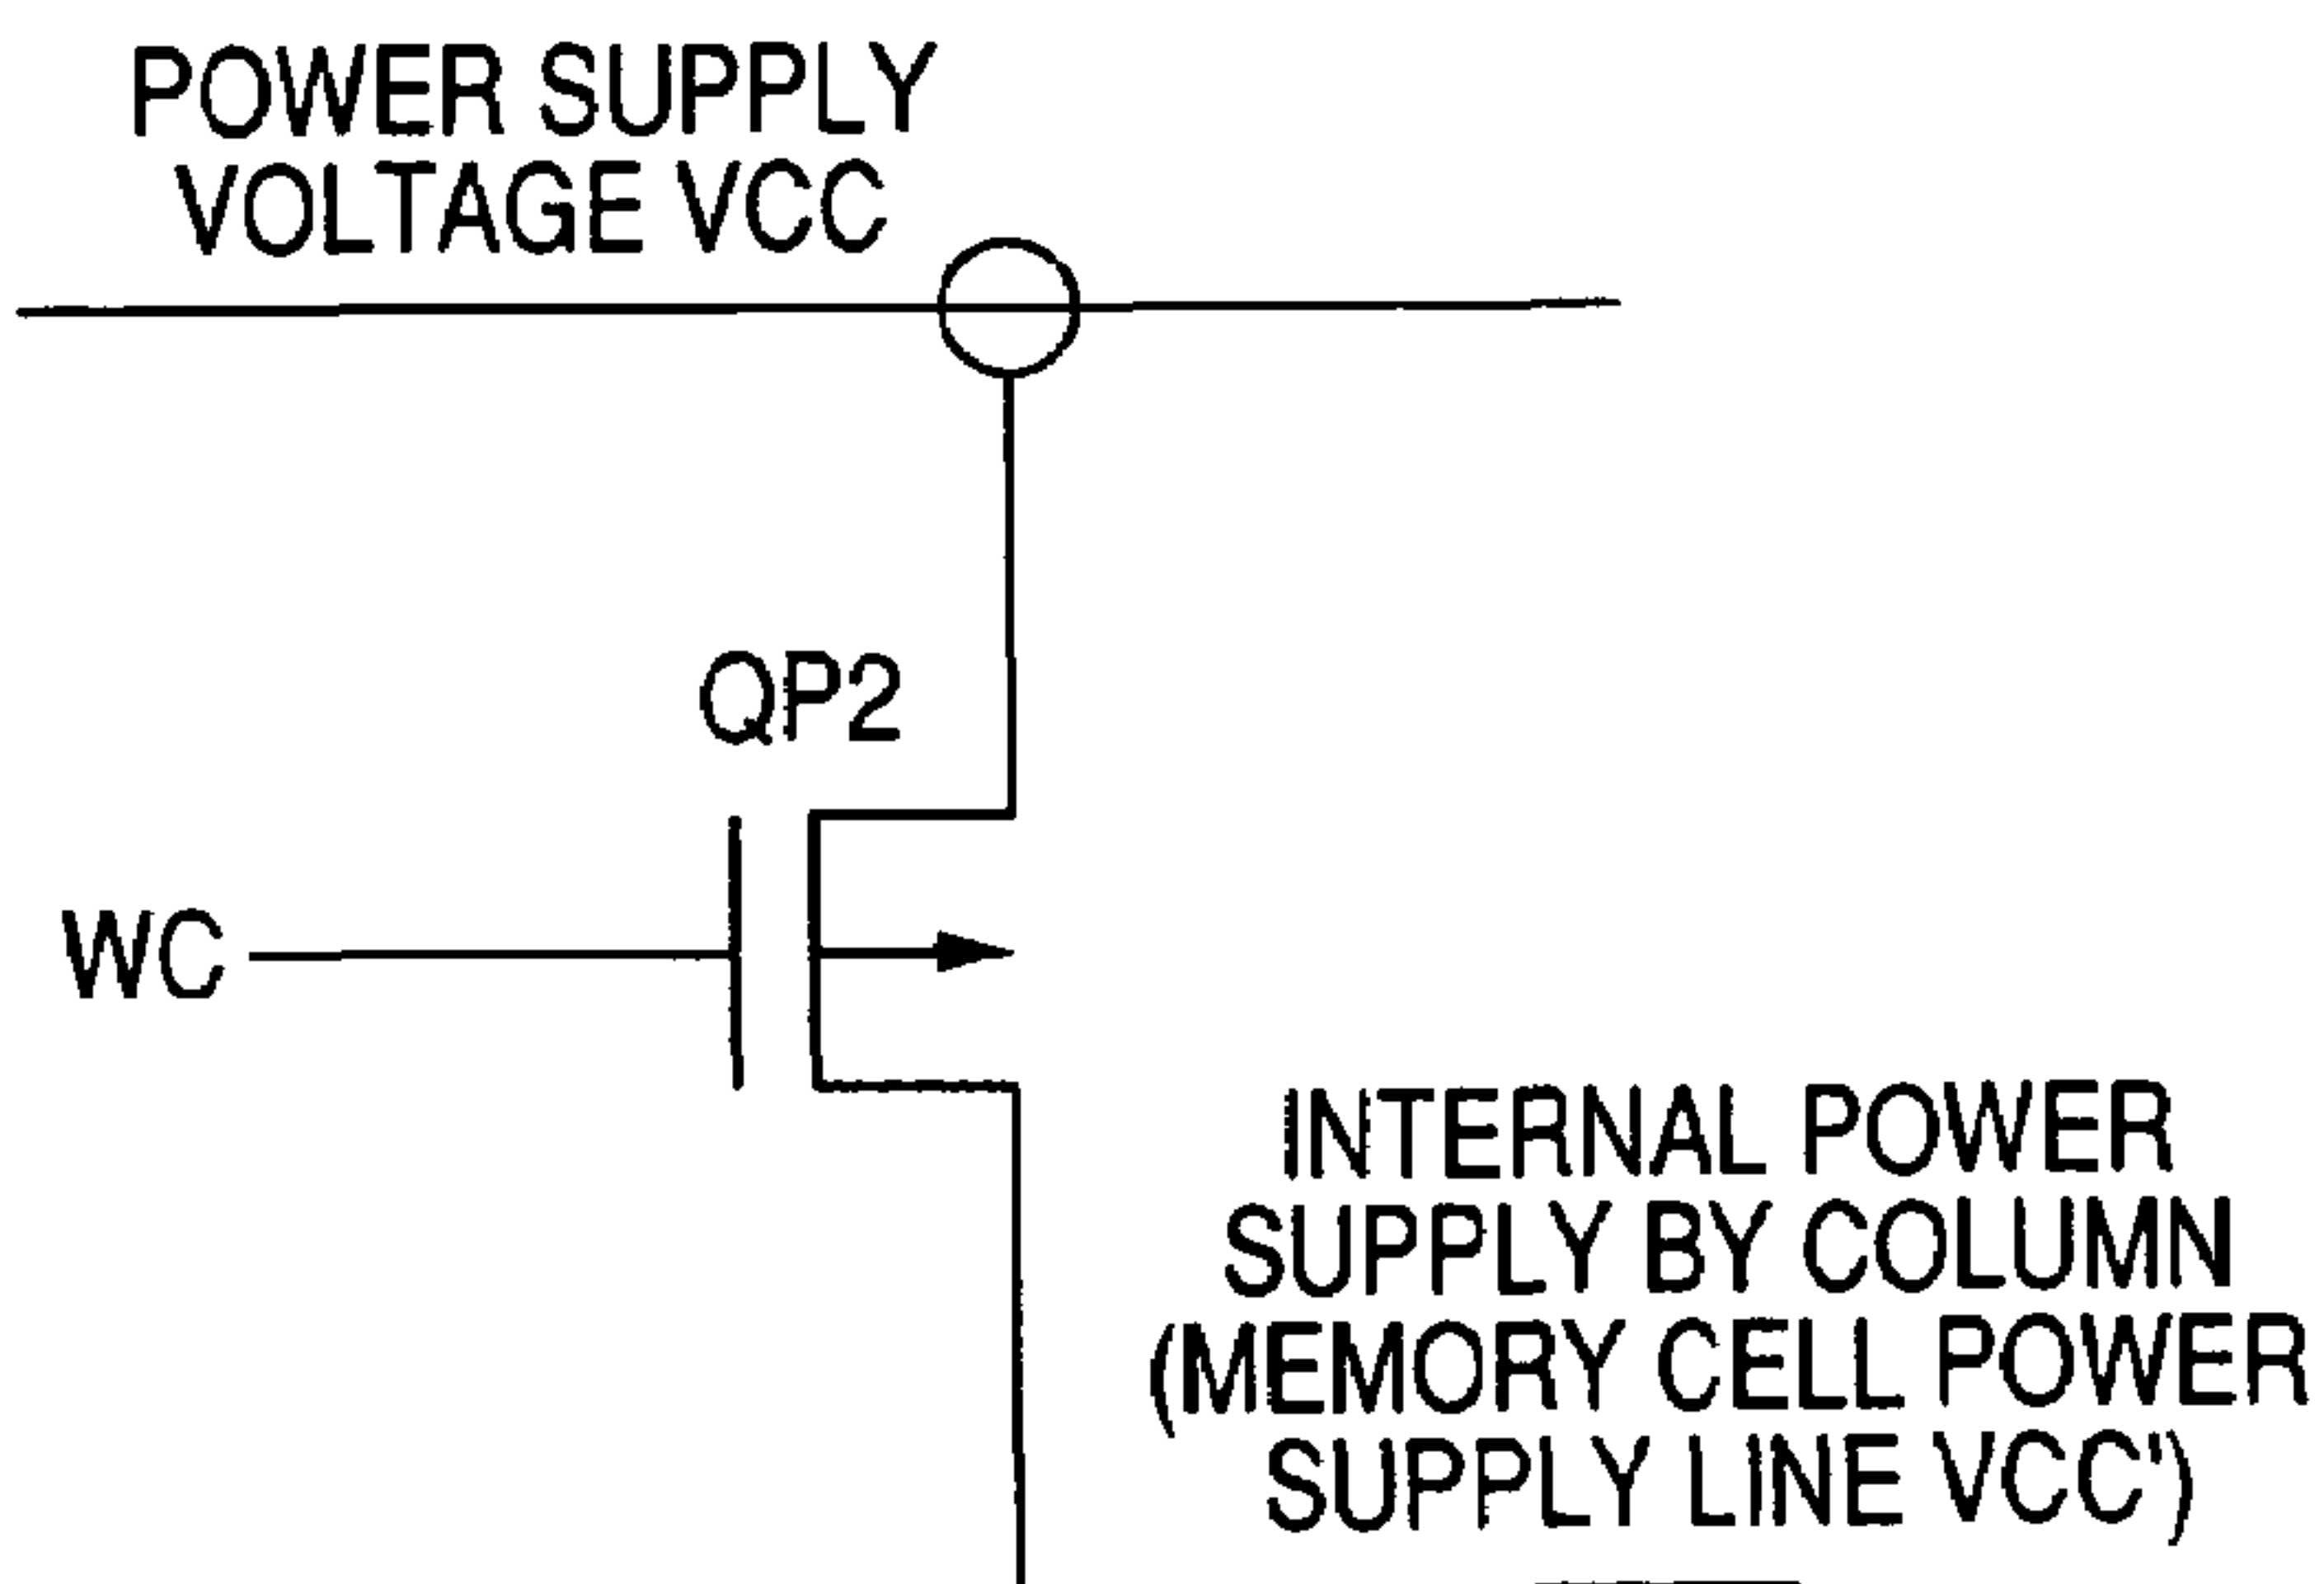 POWER SUPPLY
VOLTAGE VCC
QP2
WC
INTERNAL POWER
SUPPLY BY COLUMN
(MEMORY CELL POWER
SUPPLY LINE VCC')